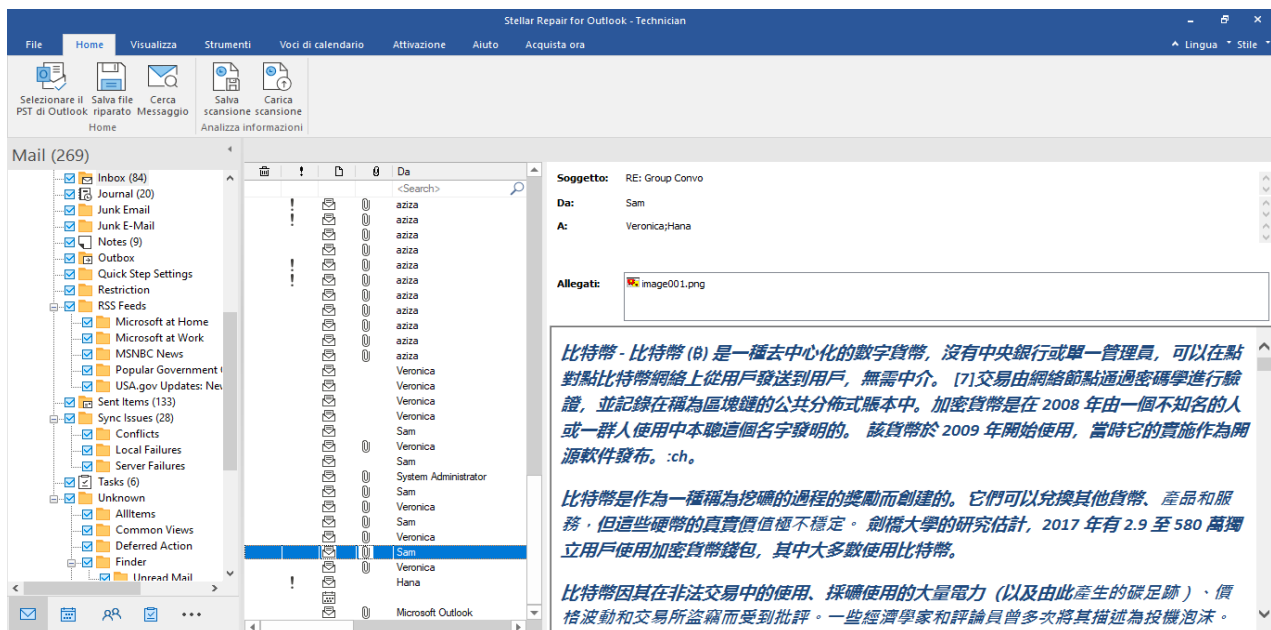 Stellar Repair for Outlook - Technician
File Home Visualizza Strumenti Voci di calendario Attivazione Aiuto Acquista ora Lingua Stile
Selezionare il PST di Outlook
Salva file riparato
Cerca Messaggio
Salva scansione
Carica scansione
Home
Analizza informazioni
Mail (269)
Inbox (84)
Journal (20)
Junk Email
Junk E-Mail
Notes (9)
Outbox
Quick Step Settings
Restriction
RSS Feeds
Microsoft at Home
Microsoft at Work
MSNBC News
Popular Government
USA.gov Updates:
Sent Items (133)
Sync Issues (28)
Conflicts
Local Failures
Server Failures
Tasks (6)
Unknown
AllItems
Common Views
Deferred Action
Finder
Unread Mail
Da
<Search>
aziza
aziza
aziza
aziza
aziza
aziza
aziza
aziza
aziza
aziza
aziza
Veronica
Veronica
Veronica
Veronica
Sam
Veronica
Sam
System Administrator
Sam
Veronica
Sam
Veronica
Sam
Veronica
Hana
Microsoft Outlook
Soggetto: RE: Group Convo
Da: Sam
A: Veronica;Hana
Allegati: image001.png
比特幣 - 比特幣 (₿) 是一種去中心化的數字貨幣，沒有中央銀行或單一管理員，可以在點
對點比特幣網絡上從用戶發送到用戶，無需中介。 [7]交易由網絡節點通過密碼學進行驗
證，並記錄在稱為區塊鏈的公共分佈式賬本中。加密貨幣是在 2008 年由一個不知名的人
或一群人使用中本聰這個名字發明的。 該貨幣於 2009 年開始使用，當時它的實施作為開
源軟件發布。:ch。
比特幣是作為一種稱為挖礦的過程的獎勵而創建的。它們可以兌換其他貨幣、產品和服
務，但這些硬幣的真實價值極不穩定。 劍橋大學的研究估計，2017 年有 2.9 至 580 萬獨
立用戶使用加密貨幣錢包，其中大多數使用比特幣。
比特幣因其在非法交易中的使用、採礦使用的大量電力（以及由此產生的碳足跡）、價
格波動和交易所盜竊而受到批評。一些經濟學家和評論員曾多次將其描述為投機泡沫。